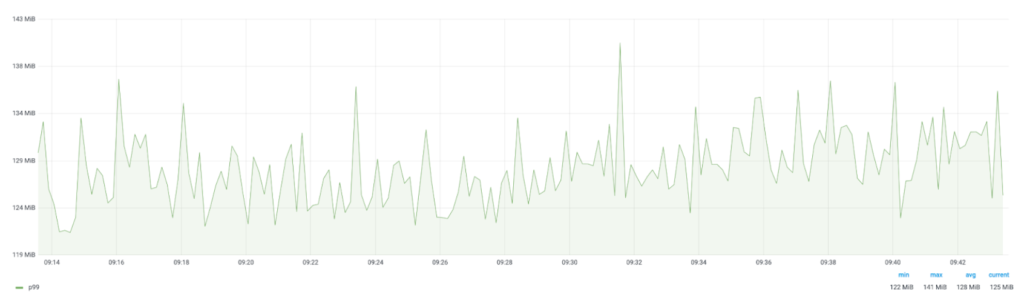 143 MiB
138 MiB
134 MiB
129 MiB
124 MiB
119 MiB
09:14 09:16 09:18 09:20 09:22 09:24 09:26 09:28 09:30 09:32 09:34 09:36 09:38 09:40 09:42
min max avg current
p99 122 MiB 141 MiB 128 MiB 125 MiB